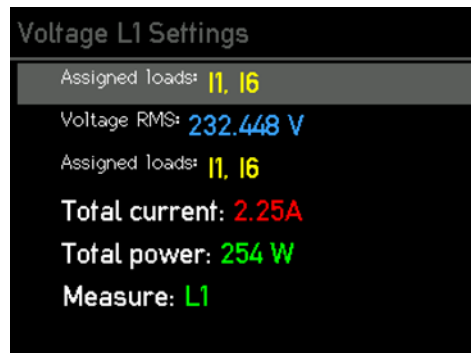 Voltage L1 Settings
Assigned loads: I1, I6
Voltage RMS: 232.448 V
Assigned loads: I1, I6
Total current: 2.25A
Total power: 254 W
Measure: L1